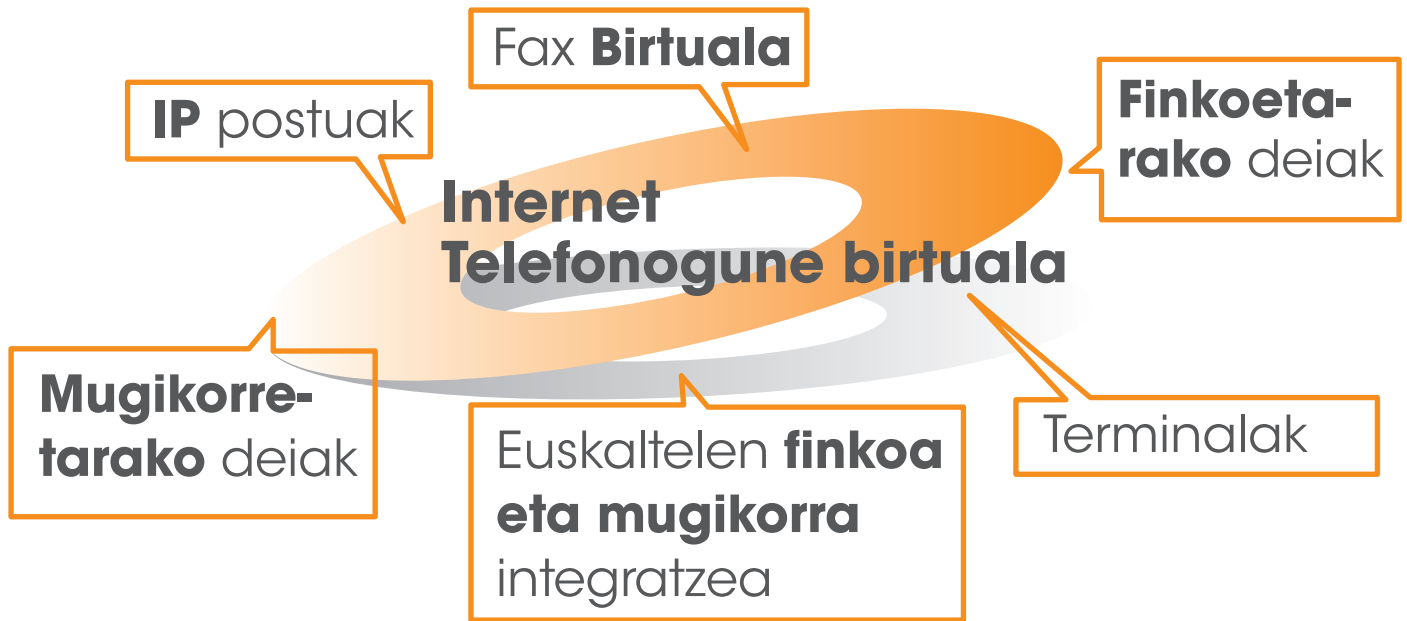 Fax Birtuala
IP postuak
Finkoeta-
rako deiak
Internet
Telefonogune birtuala
Mugikorre-
tarako deiak
Euskaltelen finkoa
eta mugikorra
integratzea
Terminalak